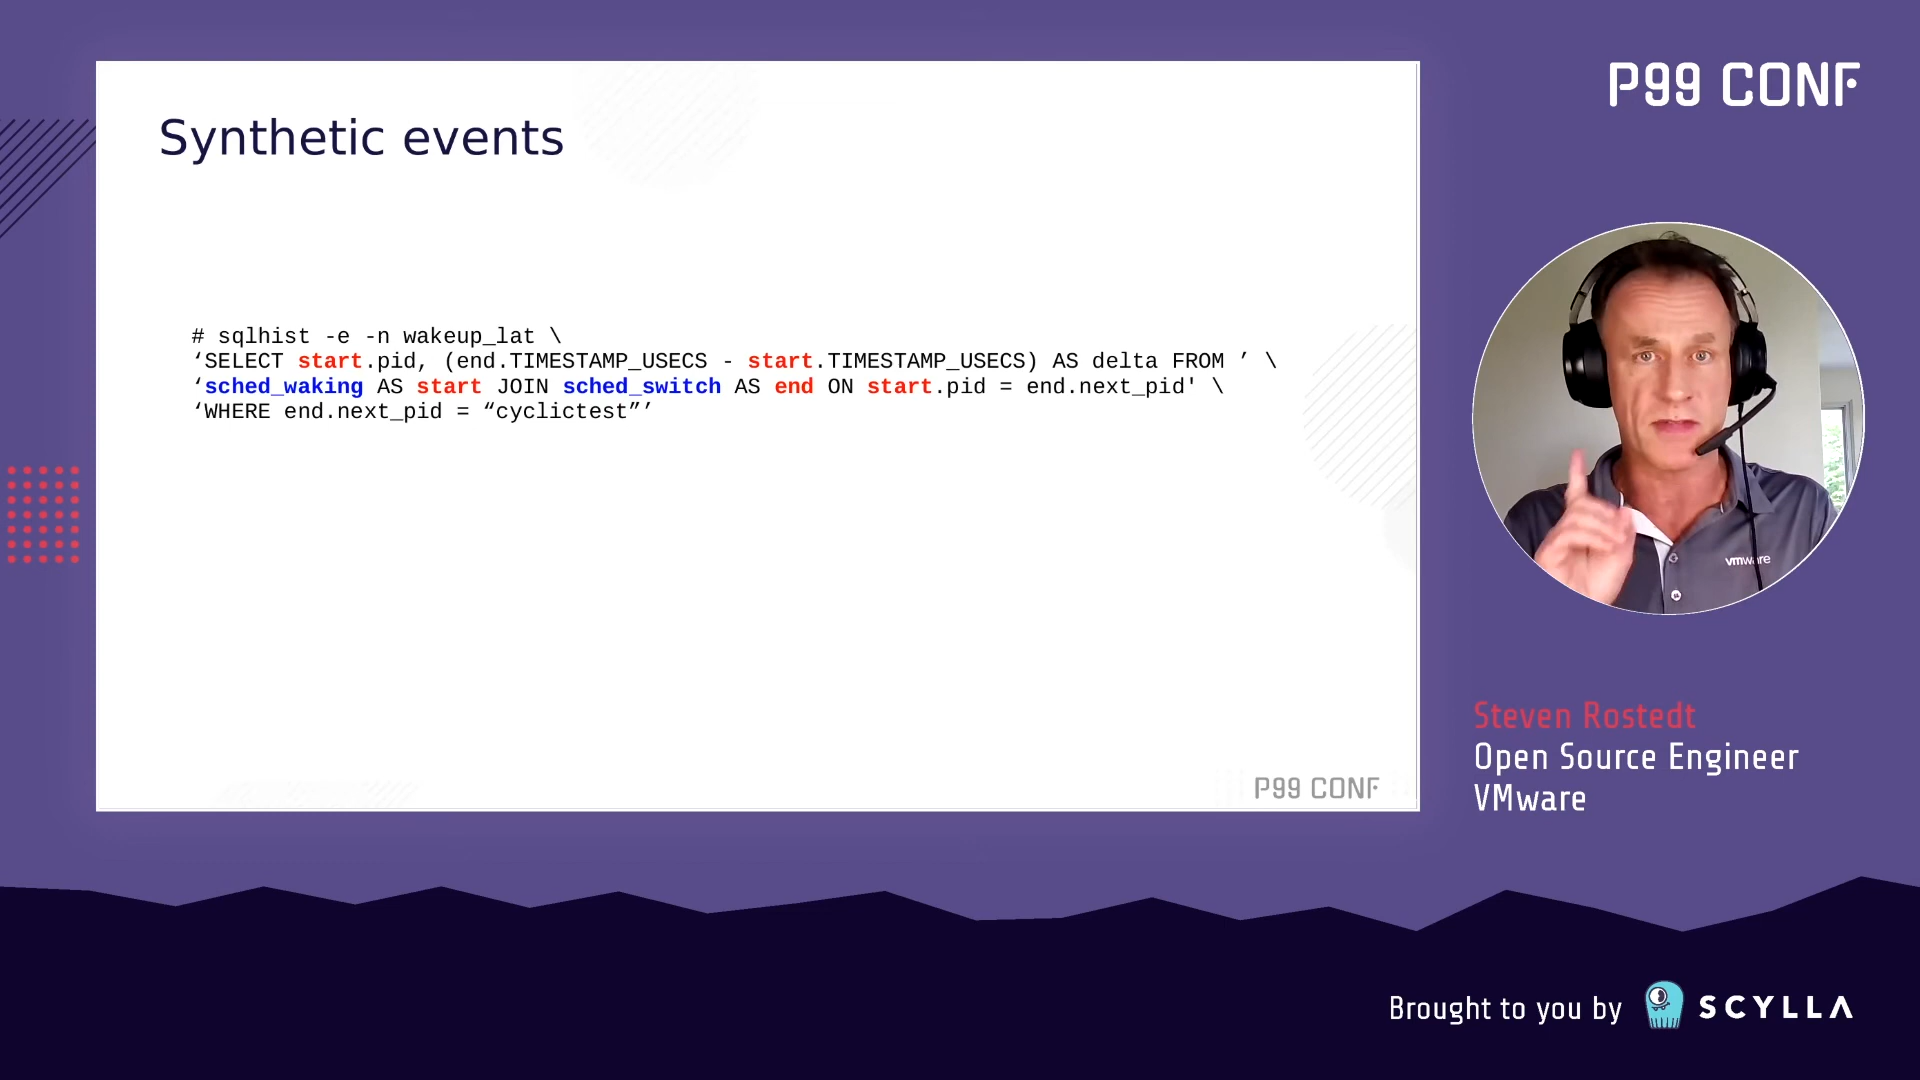 P99 CONF
Synthetic events
# sqlhist -e -n wakeup_lat \
‘SELECT start.pid, (end.TIMESTAMP_USECS - start.TIMESTAMP_USECS) AS delta FROM ’ \
‘sched_waking AS start JOIN sched_switch AS end ON start.pid = end.next_pid' \
‘WHERE end.next_pid = “cyclictest”’
P99 CONF
vmware
Steven Rostedt
Open Source Engineer
VMware
Brought to you by SCYLLA